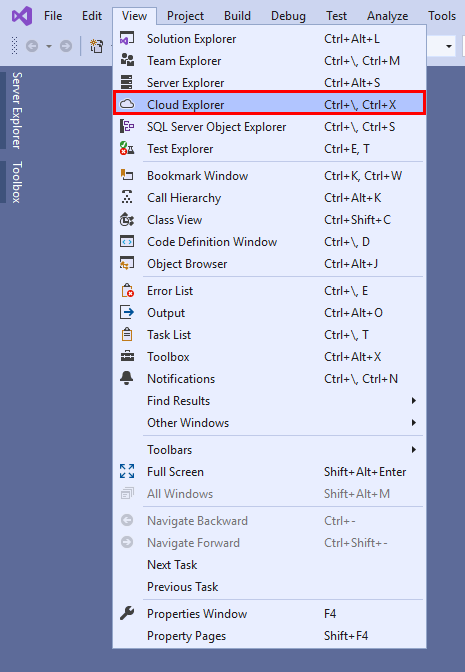 File Edit View Project Build Debug Test Analyze Tools
Server Explorer
Toolbox
Solution Explorer Ctrl+Alt+L
Team Explorer Ctrl+\, Ctrl+M
Server Explorer Ctrl+Alt+S
Cloud Explorer Ctrl+\, Ctrl+X
SQL Server Object Explorer Ctrl+\, Ctrl+S
Test Explorer Ctrl+E, T
Bookmark Window Ctrl+K, Ctrl+W
Call Hierarchy Ctrl+Alt+K
Class View Ctrl+Shift+C
Code Definition Window Ctrl+\, D
Object Browser Ctrl+Alt+J
Error List Ctrl+\, E
Output Ctrl+Alt+O
Task List Ctrl+\, T
Toolbox Ctrl+Alt+X
Notifications Ctrl+\, Ctrl+N
Find Results
Other Windows
Toolbars
Full Screen Shift+Alt+Enter
All Windows Shift+Alt+M
Navigate Backward Ctrl+-
Navigate Forward Ctrl+Shift+-
Next Task
Previous Task
Properties Window F4
Property Pages Shift+F4